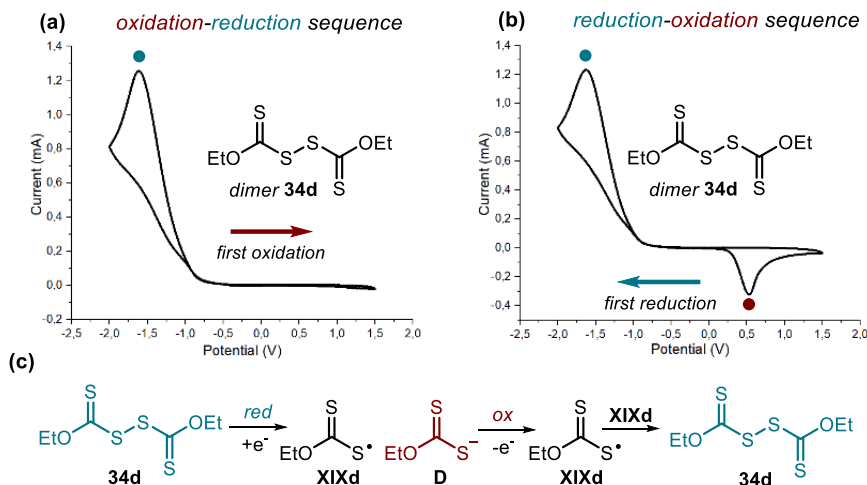 (a) oxidation-reduction sequence
1,4
1,2
1,0
0,8
0,6
0,4
0,2
0,0
-0,2
Current (mA)
-2,5 -2,0 -1,5 -1,0 -0,5 0,0 0,5 1,0 1,5 2,0
Potential (V)
S
EtO S S OEt
S
dimer 34d
first oxidation
(b) reduction-oxidation sequence
1,4
1,2
1,0
0,8
0,6
0,4
0,2
0,0
-0,2
-0,4
Current (mA)
-2,5 -2,0 -1,5 -1,0 -0,5 0,0 0,5 1,0 1,5 2,0
Potential (V)
S
EtO S S OEt
S
dimer 34d
first reduction
(c)
S S S S S
EtO S S OEt red +e- EtO S• EtO S− ox -e- EtO S• XIXd EtO S S OEt
S S
34d XIXd D XIXd 34d